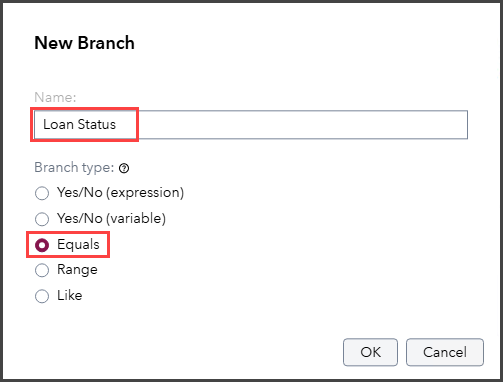 New Branch
Name:
Loan Status
Branch type:
Yes/No (expression)
Yes/No (variable)
Equals
Range
Like
OK Cancel